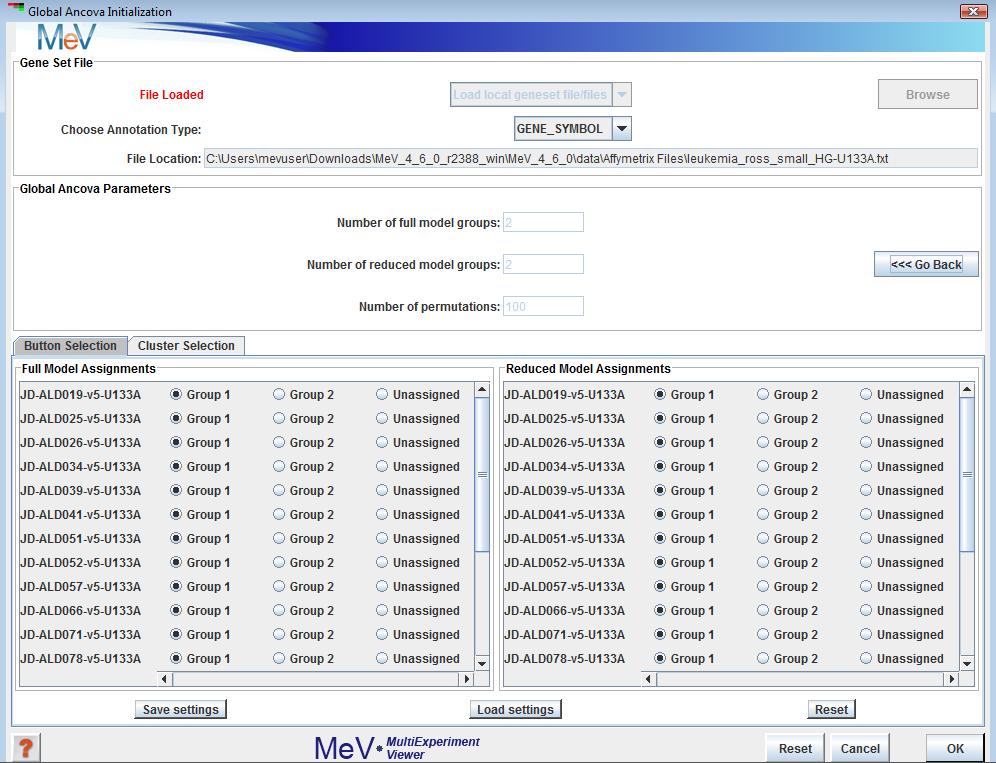 Global Ancova Initialization
MeV
Gene Set File
File Loaded Load local geneset file/files Browse
Choose Annotation Type: GENE_SYMBOL
File Location: C:\Users\mevuser\Downloads\MeV_4_6_0_r2388_win\MeV_4_6_0\data\Affymetrix Files\leukemia_ross_small_HG-U133A.txt
Global Ancova Parameters
Number of full model groups: 2
Number of reduced model groups: 2
<<< Go Back
Number of permutations: 100
Button Selection Cluster Selection
Full Model Assignments
JD-ALD019-v5-U133A Group 1 Group 2 Unassigned
JD-ALD025-v5-U133A Group 1 Group 2 Unassigned
JD-ALD026-v5-U133A Group 1 Group 2 Unassigned
JD-ALD034-v5-U133A Group 1 Group 2 Unassigned
JD-ALD039-v5-U133A Group 1 Group 2 Unassigned
JD-ALD041-v5-U133A Group 1 Group 2 Unassigned
JD-ALD051-v5-U133A Group 1 Group 2 Unassigned
JD-ALD052-v5-U133A Group 1 Group 2 Unassigned
JD-ALD057-v5-U133A Group 1 Group 2 Unassigned
JD-ALD066-v5-U133A Group 1 Group 2 Unassigned
JD-ALD071-v5-U133A Group 1 Group 2 Unassigned
JD-ALD078-v5-U133A Group 1 Group 2 Unassigned
Reduced Model Assignments
JD-ALD019-v5-U133A Group 1 Group 2 Unassigned
JD-ALD025-v5-U133A Group 1 Group 2 Unassigned
JD-ALD026-v5-U133A Group 1 Group 2 Unassigned
JD-ALD034-v5-U133A Group 1 Group 2 Unassigned
JD-ALD039-v5-U133A Group 1 Group 2 Unassigned
JD-ALD041-v5-U133A Group 1 Group 2 Unassigned
JD-ALD051-v5-U133A Group 1 Group 2 Unassigned
JD-ALD052-v5-U133A Group 1 Group 2 Unassigned
JD-ALD057-v5-U133A Group 1 Group 2 Unassigned
JD-ALD066-v5-U133A Group 1 Group 2 Unassigned
JD-ALD071-v5-U133A Group 1 Group 2 Unassigned
JD-ALD078-v5-U133A Group 1 Group 2 Unassigned
Save settings Load settings Reset
?
MeV MultiExperiment
Viewer
Reset Cancel OK